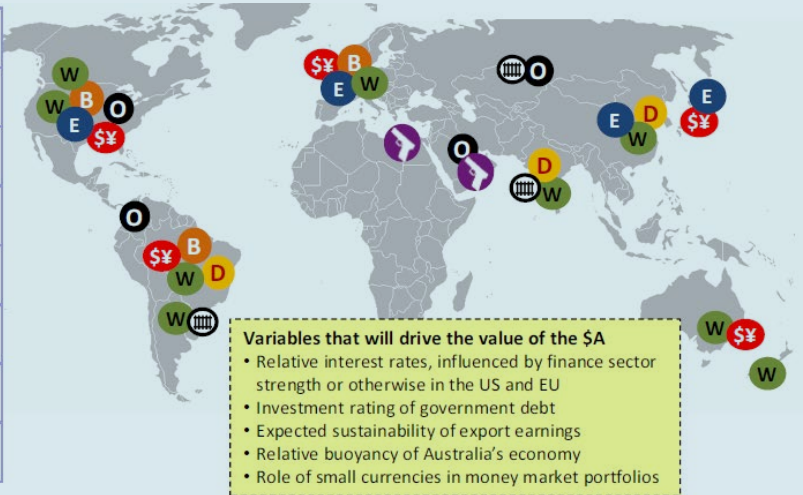 W
W
B
O
E
$¥
$¥
B
E
W
O
O
E
D
E
$¥
W
D
W
O
$¥
B
W
D
W
W
$¥
W
Variables that will drive the value of the $A
• Relative interest rates, influenced by finance sector
strength or otherwise in the US and EU
• Investment rating of government debt
• Expected sustainability of export earnings
• Relative buoyancy of Australia’s economy
• Role of small currencies in money market portfolios